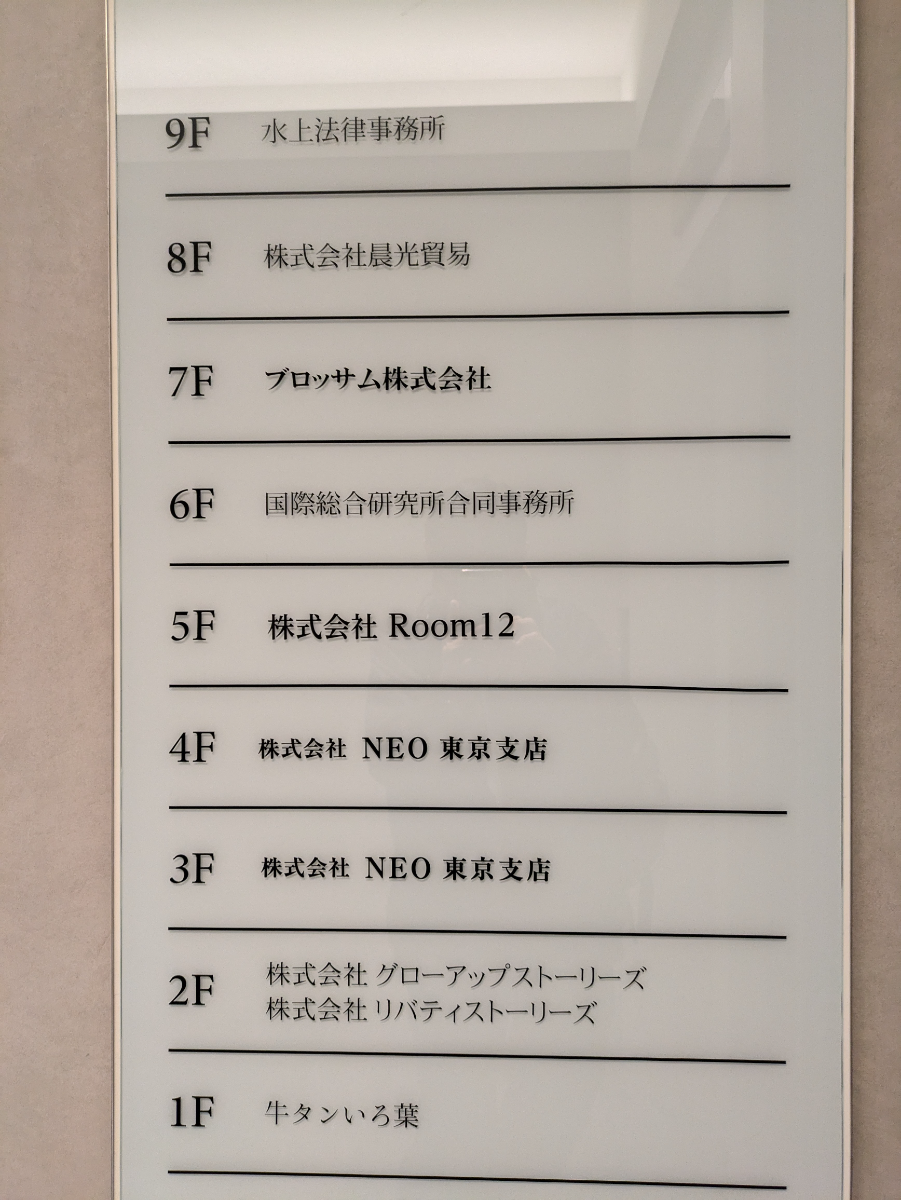 9F 水上法律事務所
8F 株式会社晨光貿易
7F ブロッサム株式会社
6F 国際総合研究所合同事務所
5F 株式会社 Room12
4F 株式会社 NEO 東京支店
3F 株式会社 NEO 東京支店
2F 株式会社 グローアップストーリーズ
株式会社 リバティストーリーズ
1F 牛タンいろ葉